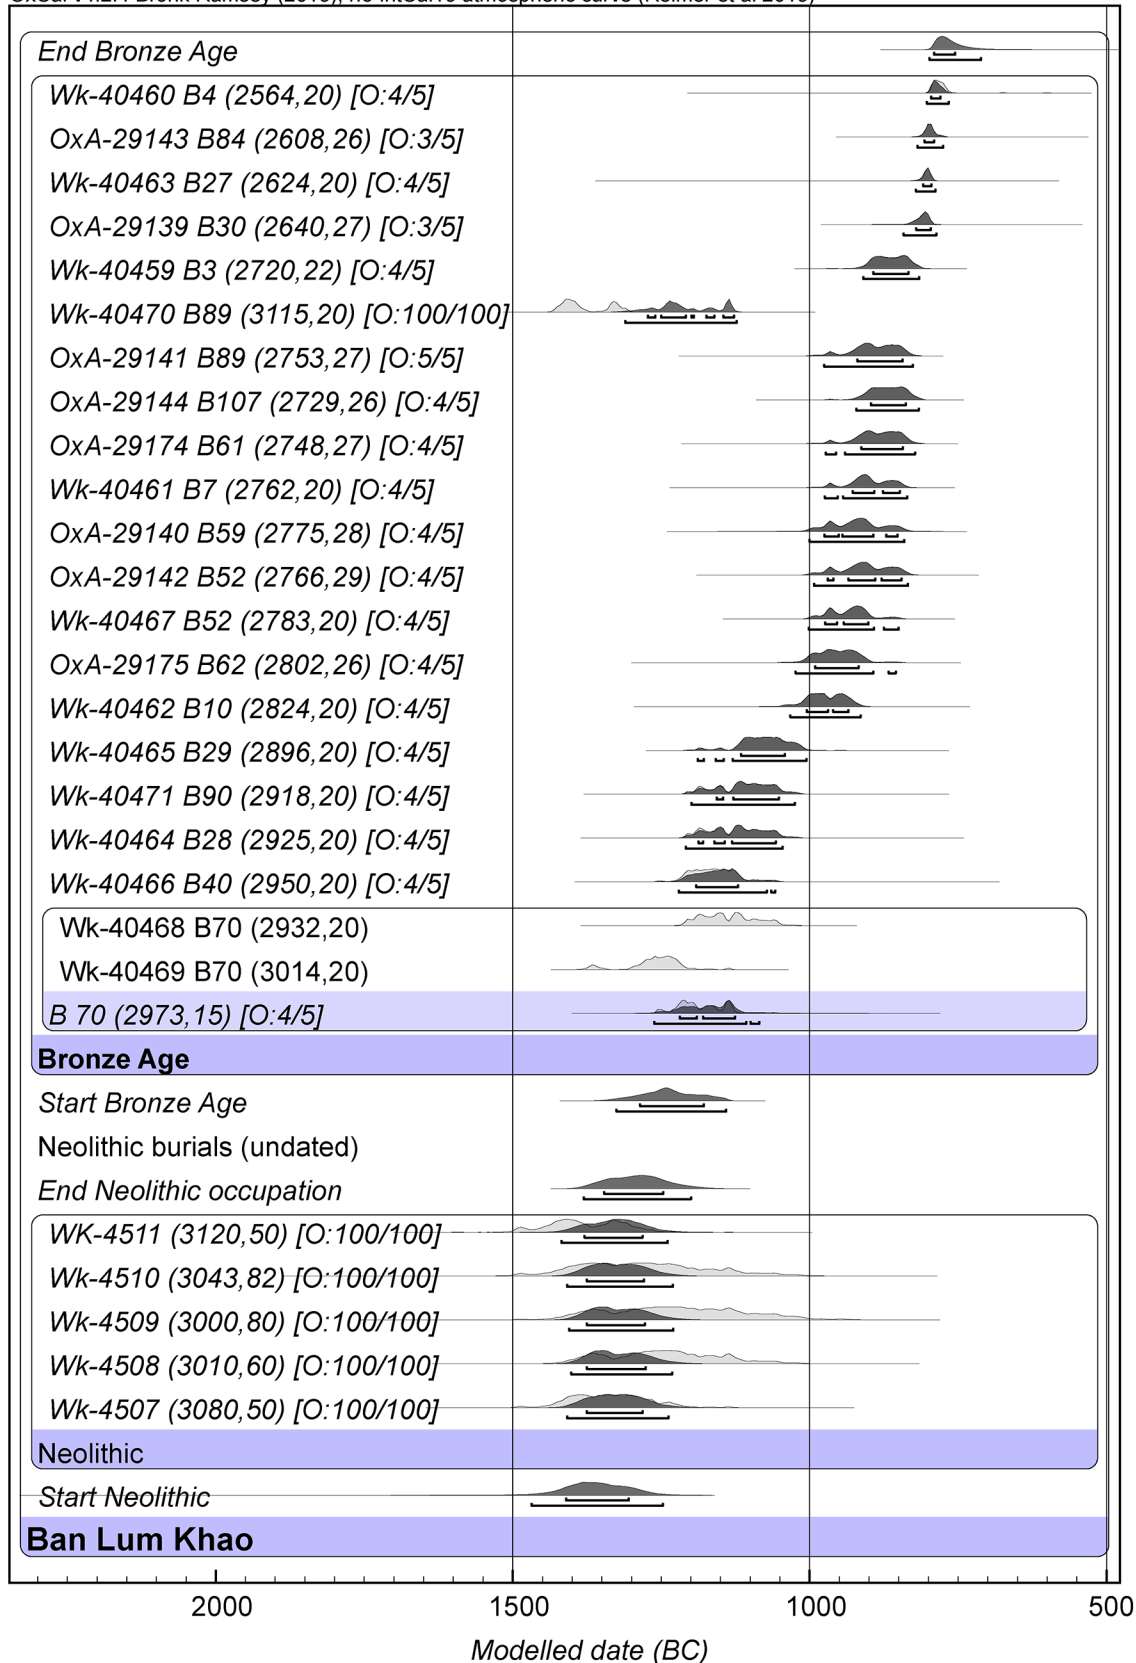 End Bronze Age
Wk-40460 B4 (2564,20) [O:4/5]
OxA-29143 B84 (2608,26) [O:3/5]
Wk-40463 B27 (2624,20) [O:4/5]
OxA-29139 B30 (2640,27) [O:3/5]
Wk-40459 B3 (2720,22) [O:4/5]
Wk-40470 B89 (3115,20) [O:100/100]
OxA-29141 B89 (2753,27) [O:5/5]
OxA-29144 B107 (2729,26) [O:4/5]
OxA-29174 B61 (2748,27) [O:4/5]
Wk-40461 B7 (2762,20) [O:4/5]
OxA-29140 B59 (2775,28) [O:4/5]
OxA-29142 B52 (2766,29) [O:4/5]
Wk-40467 B52 (2783,20) [O:4/5]
OxA-29175 B62 (2802,26) [O:4/5]
Wk-40462 B10 (2824,20) [O:4/5]
Wk-40465 B29 (2896,20) [O:4/5]
Wk-40471 B90 (2918,20) [O:4/5]
Wk-40464 B28 (2925,20) [O:4/5]
Wk-40466 B40 (2950,20) [O:4/5]
Wk-40468 B70 (2932,20)
Wk-40469 B70 (3014,20)
B 70 (2973,15) [O:4/5]
Bronze Age
Start Bronze Age
Neolithic burials (undated)
End Neolithic occupation
WK-4511 (3120,50) [O:100/100]
Wk-4510 (3043,82) [O:100/100]
Wk-4509 (3000,80) [O:100/100]
Wk-4508 (3010,60) [O:100/100]
Wk-4507 (3080,50) [O:100/100]
Neolithic
Start Neolithic
Ban Lum Khao
2000 1500 1000 500
Modelled date (BC)